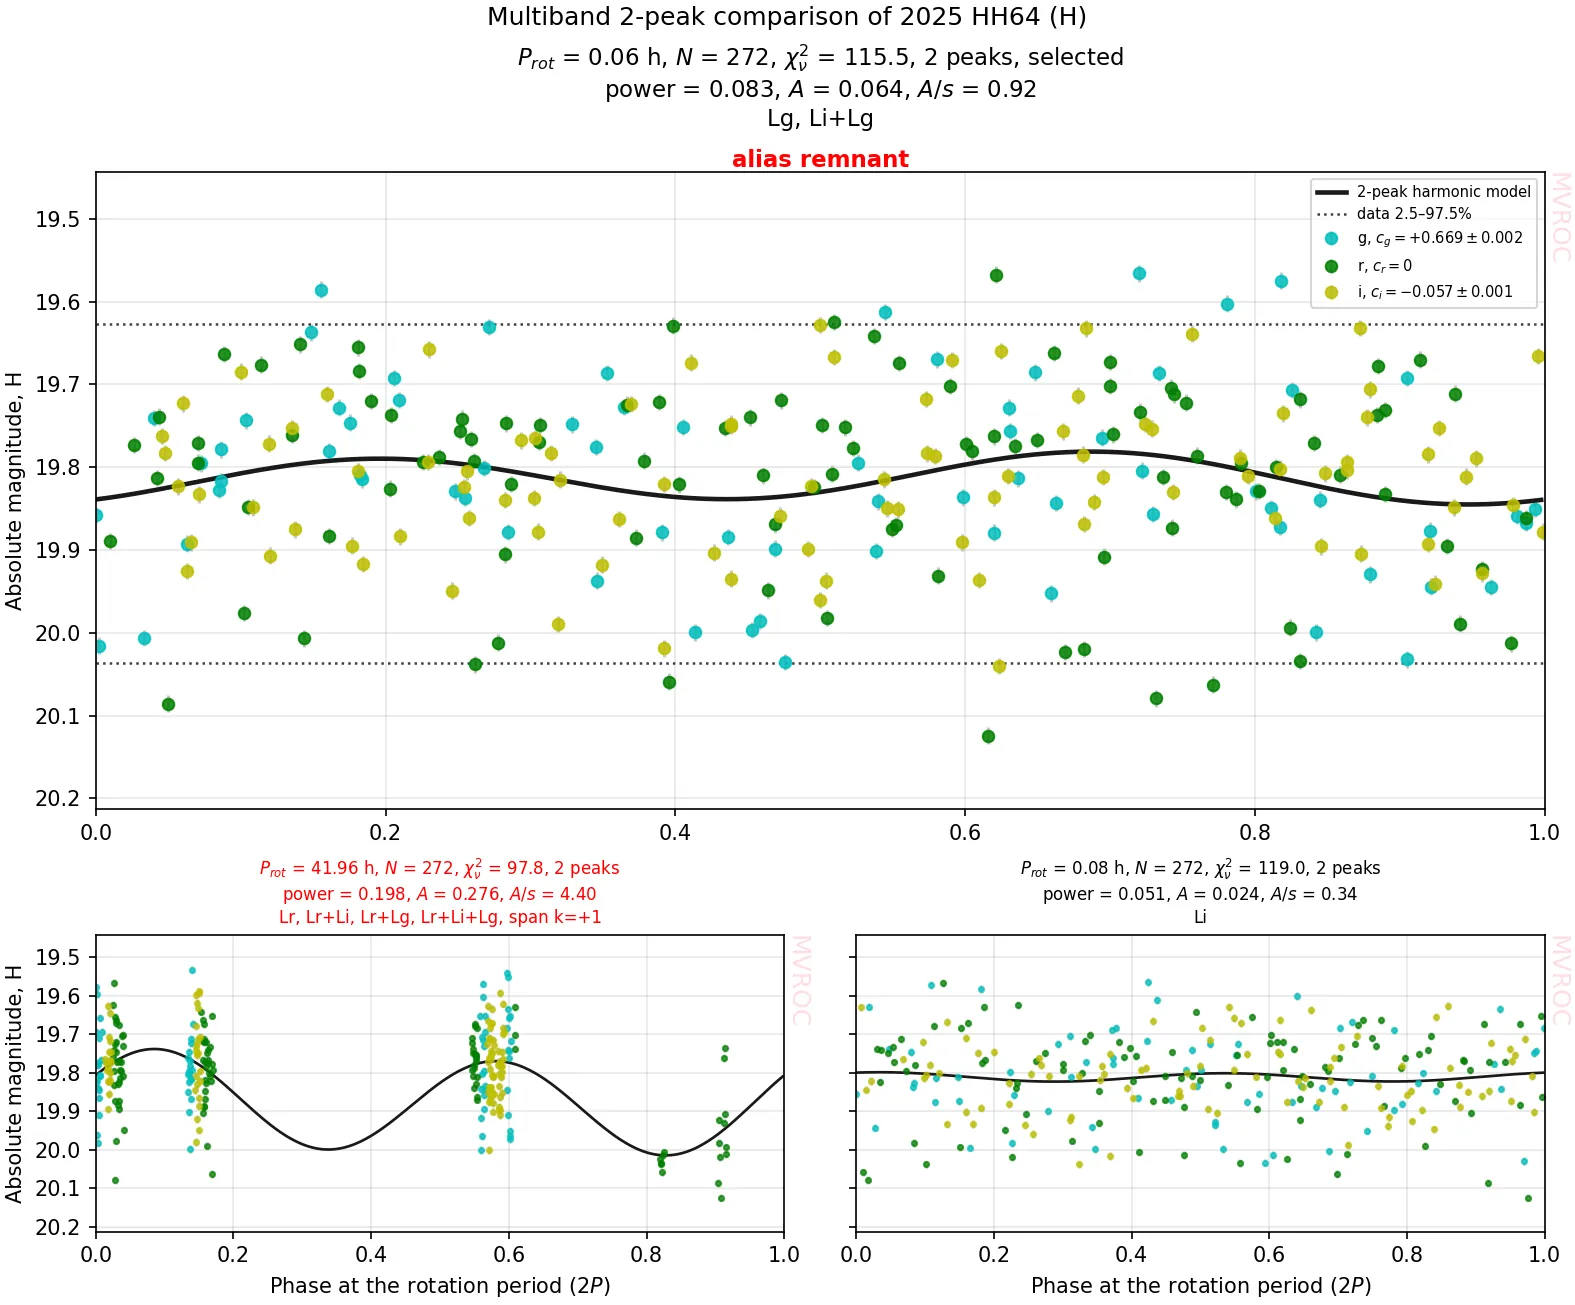 Multiband 2-peak comparison of 2025 HH64 (H)
P_rot = 0.06 h, N = 272, χ²_ν = 115.5, 2 peaks, selected
power = 0.083, A = 0.064, A/s = 0.92
Lg, Li+Lg
alias remnant
2-peak harmonic model
data 2.5–97.5%
g, c_g = +0.669 ± 0.002
r, c_r = 0
i, c_i = −0.057 ± 0.001
MVROC
Absolute magnitude, H
19.5
19.6
19.7
19.8
19.9
20.0
20.1
20.2
0.0 0.2 0.4 0.6 0.8 1.0
P_rot = 41.96 h, N = 272, χ²_ν = 97.8, 2 peaks
power = 0.198, A = 0.276, A/s = 4.40
Lr, Lr+Li, Lr+Lg, Lr+Li+Lg, span k=+1
MVROC
Absolute magnitude, H
19.5
19.6
19.7
19.8
19.9
20.0
20.1
20.2
0.0 0.2 0.4 0.6 0.8 1.0
Phase at the rotation period (2P)
P_rot = 0.08 h, N = 272, χ²_ν = 119.0, 2 peaks
power = 0.051, A = 0.024, A/s = 0.34
Li
MVROC
0.0 0.2 0.4 0.6 0.8 1.0
Phase at the rotation period (2P)